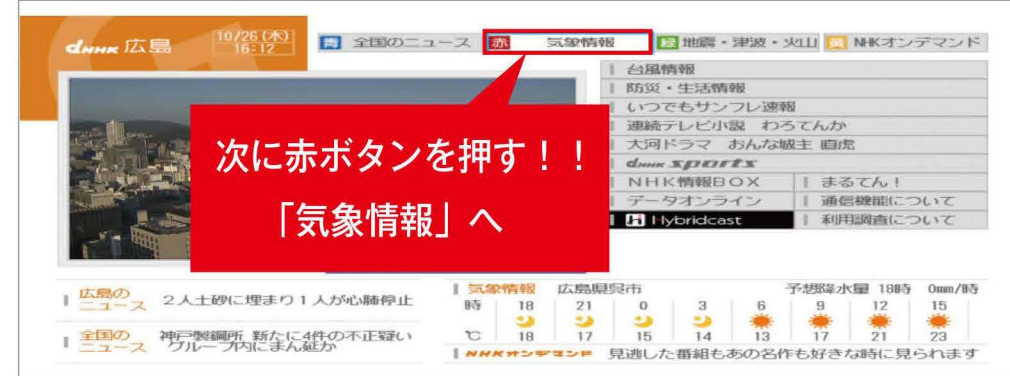 dNHK 広島
10/26(木)
16:12
青 全国のニュース 赤 気象情報 緑 地震・津波・火山 黄 NHKオンデマンド
台風情報
防災・生活情報
いつでもサンフレ速報
連続テレビ小説 わろてんか
大河ドラマ おんな城主 直虎
dNHK sports
NHK情報BOX まるてん!
データオンライン 通信機能について
Hybridcast 利用調査について
次に赤ボタンを押す!!
「気象情報」へ
広島の
ニュース
2人土砂に埋まり1人が心肺停止
全国の
ニュース
神戸製鋼所 新たに4件の不正疑い
グループ内にまん延か
気象情報 広島県呉市 予想降水量 18時 0mm/時
時 18 21 0 3 6 9 12 15
℃ 18 17 15 14 13 17 21 23
NHKオンデマンド 見逃した番組もあの名作も好きな時に見られます